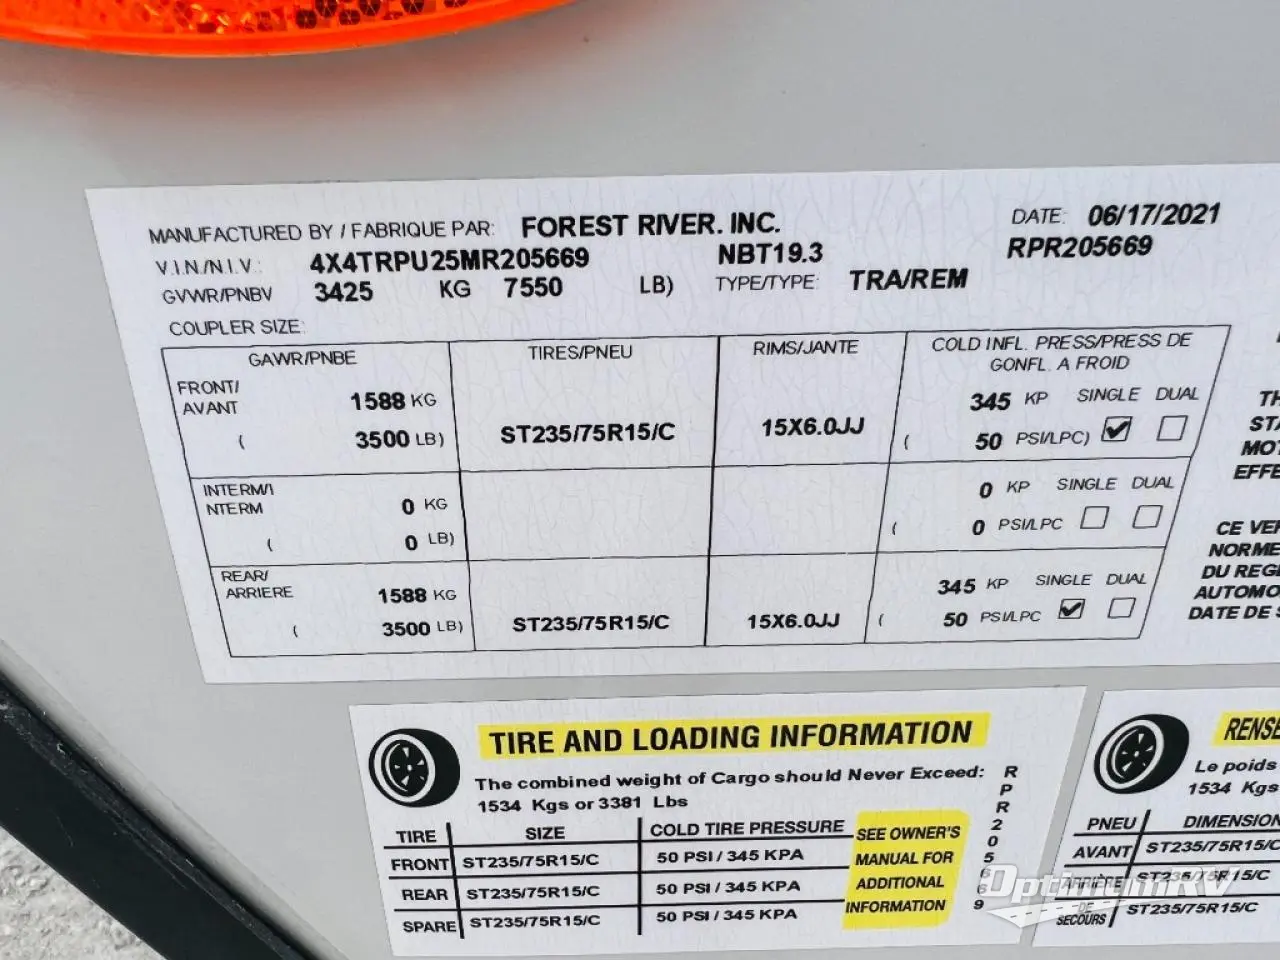 MANUFACTURED BY / FABRIQUE PAR: FOREST RIVER. INC. DATE: 06/17/2021
V.I.N./N.I.V.: 4X4TRPU25MR205669 NBT19.3 RPR205669
GVWR/PNBV 3425 KG 7550 LB) TYPE/TYPE: TRA/REM
COUPLER SIZE:
GAWR/PNBE TIRES/PNEU RIMS/JANTE COLD INFL. PRESS/PRESS DE
GONFL. A FROID
FRONT/
AVANT 1588 KG 345 KP SINGLE DUAL
( 3500 LB) ST235/75R15/C 15X6.0JJ ( 50 PSI/LPC)
INTERM/I
NTERM 0 KG 0 KP SINGLE DUAL
( 0 LB) ( 0 PSI/LPC
REAR/
ARRIERE 1588 KG 345 KP SINGLE DUAL
( 3500 LB) ST235/75R15/C 15X6.0JJ ( 50 PSI/LPC
TH
STA
MOT
EFFE
CE VEH
NORME
DU REGL
AUTOMO
DATE DE
TIRE AND LOADING INFORMATION
The combined weight of Cargo should Never Exceed:
1534 Kgs or 3381 Lbs
TIRE SIZE COLD TIRE PRESSURE
FRONT ST235/75R15/C 50 PSI / 345 KPA
REAR ST235/75R15/C 50 PSI / 345 KPA
SPARE ST235/75R15/C 50 PSI / 345 KPA
SEE OWNER'S
MANUAL FOR
ADDITIONAL
INFORMATION
RPR205669
RENSE
Le poids
1534 Kgs
PNEU DIMENSION
AVANT ST235/75R15/C
ARRIÈRE ST235/75R15/C
DE
SECOURS ST235/75R15/C
OptimumRV